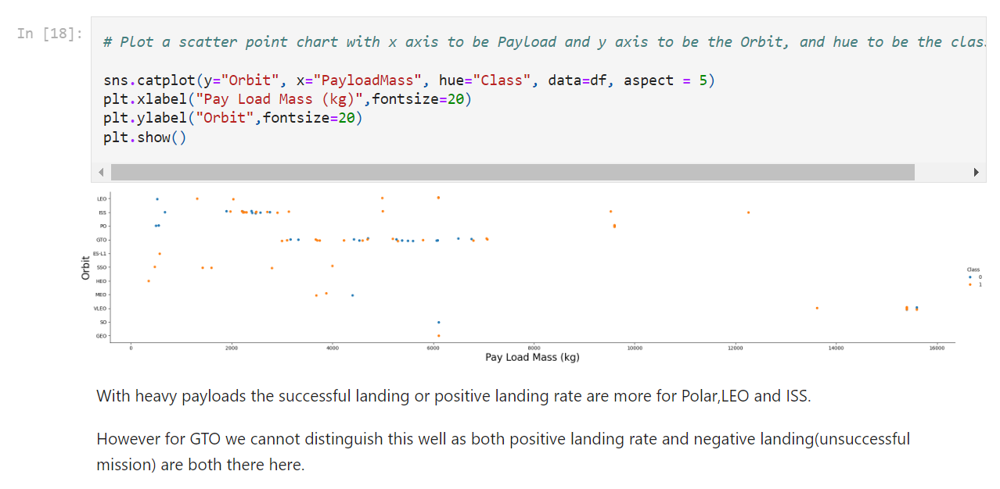 In [18]:
# Plot a scatter point chart with x axis to be Payload and y axis to be the Orbit, and hue to be the clas
sns.catplot(y="Orbit", x="PayloadMass", hue="Class", data=df, aspect = 5)
plt.xlabel("Pay Load Mass (kg)",fontsize=20)
plt.ylabel("Orbit",fontsize=20)
plt.show()
LEO
ISS
PO
GTO
ES-L1
SSO
HEO
MEO
VLEO
SO
GEO
Orbit
Class
0
1
0 2000 4000 6000 8000 10000 12000 14000 16000
Pay Load Mass (kg)
With heavy payloads the successful landing or positive landing rate are more for Polar,LEO and ISS.
However for GTO we cannot distinguish this well as both positive landing rate and negative landing(unsuccessful
mission) are both there here.